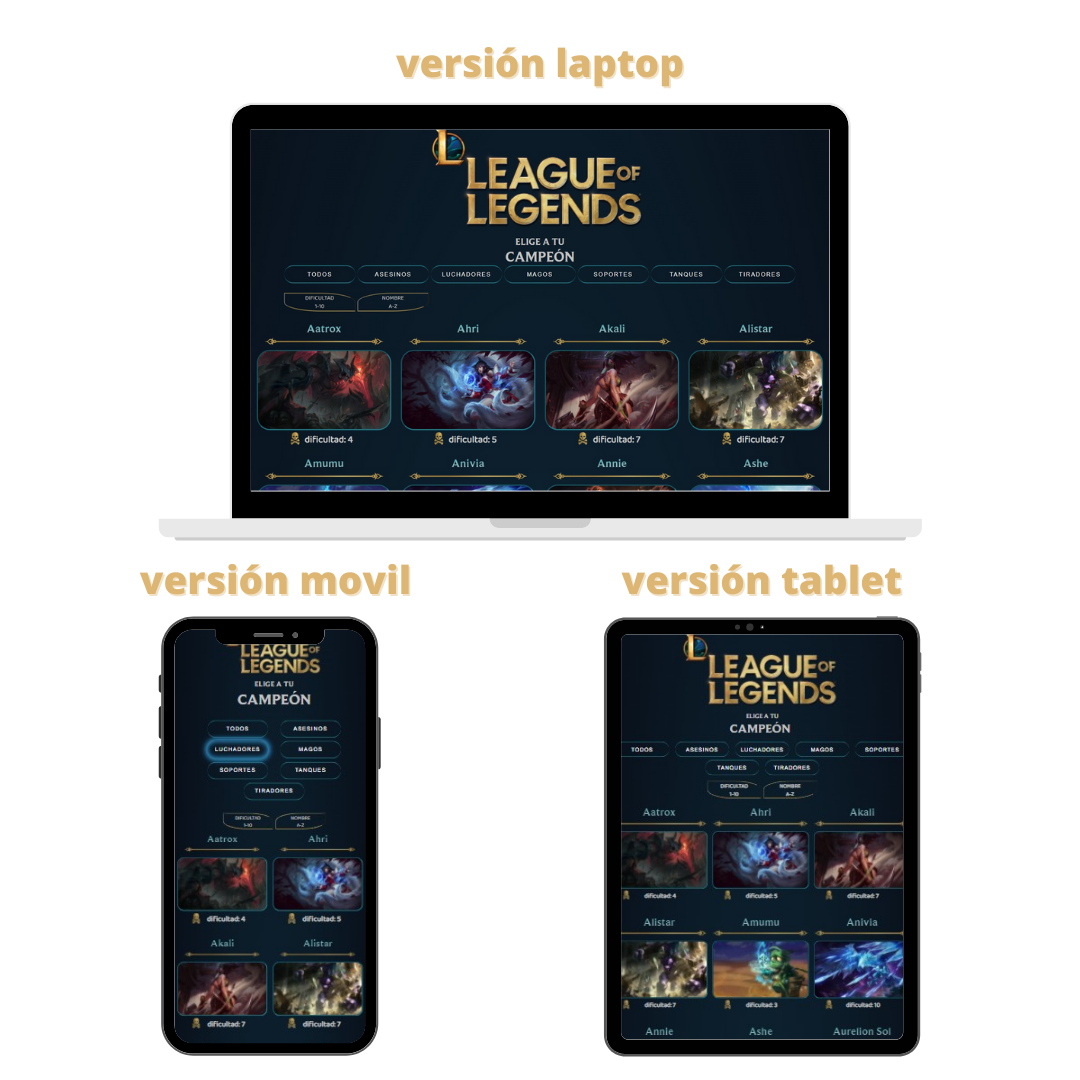 versión laptop
LEAGUE OF
LEGENDS
ELIGE A TU
CAMPEÓN
TODOS ASESINOS LUCHADORES MAGOS SOPORTES TANQUES TIRADORES
DIFICULTAD NOMBRE
1-10 A-Z
Aatrox Ahri Akali Alistar
dificultad: 4 dificultad: 5 dificultad: 7 dificultad: 7
Amumu Anivia Annie Ashe
versión movil
LEAGUE OF
LEGENDS
ELIGE A TU
CAMPEÓN
TODOS ASESINOS
LUCHADORES MAGOS
SOPORTES TANQUES
TIRADORES
DIFICULTAD NOMBRE
1-10 A-Z
Aatrox Ahri
dificultad: 4 dificultad: 5
Akali Alistar
dificultad: 7 dificultad: 7
versión tablet
LEAGUE OF
LEGENDS
ELIGE A TU
CAMPEÓN
TODOS ASESINOS LUCHADORES MAGOS SOPORTES
TANQUES TIRADORES
DIFICULTAD NOMBRE
1-10 A-Z
Aatrox Ahri Akali
dificultad: 4 dificultad: 5 dificultad: 7
Alistar Amumu Anivia
dificultad: 7 dificultad: 3 dificultad: 10
Annie Ashe Aurelion Sol